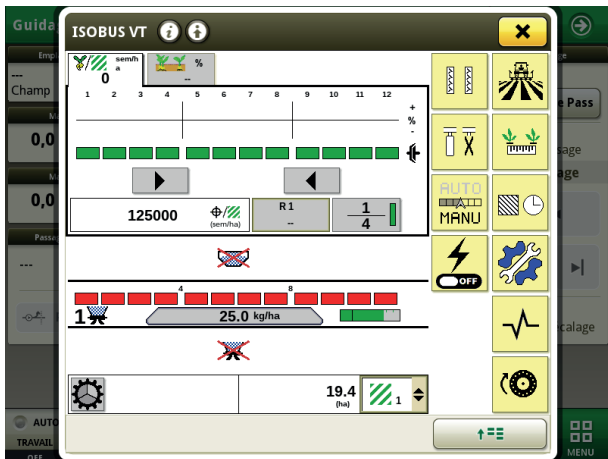 Guida
ISOBUS VT
Emp
---
Champ
0,0
0,0
Passa
---
AUTO
TRAVAIL
OFF
sem/h
a
0
%
--
1 2 3 4 5 6 7 8 9 10 11 12
+
%
-
125000
(sem/ha)
R 1
--
1
4
4 8
1
25.0 kg/ha
19.4
(ha)
1
AUTO
MANU
OFF
e Pass
sage
age
calage
MENU